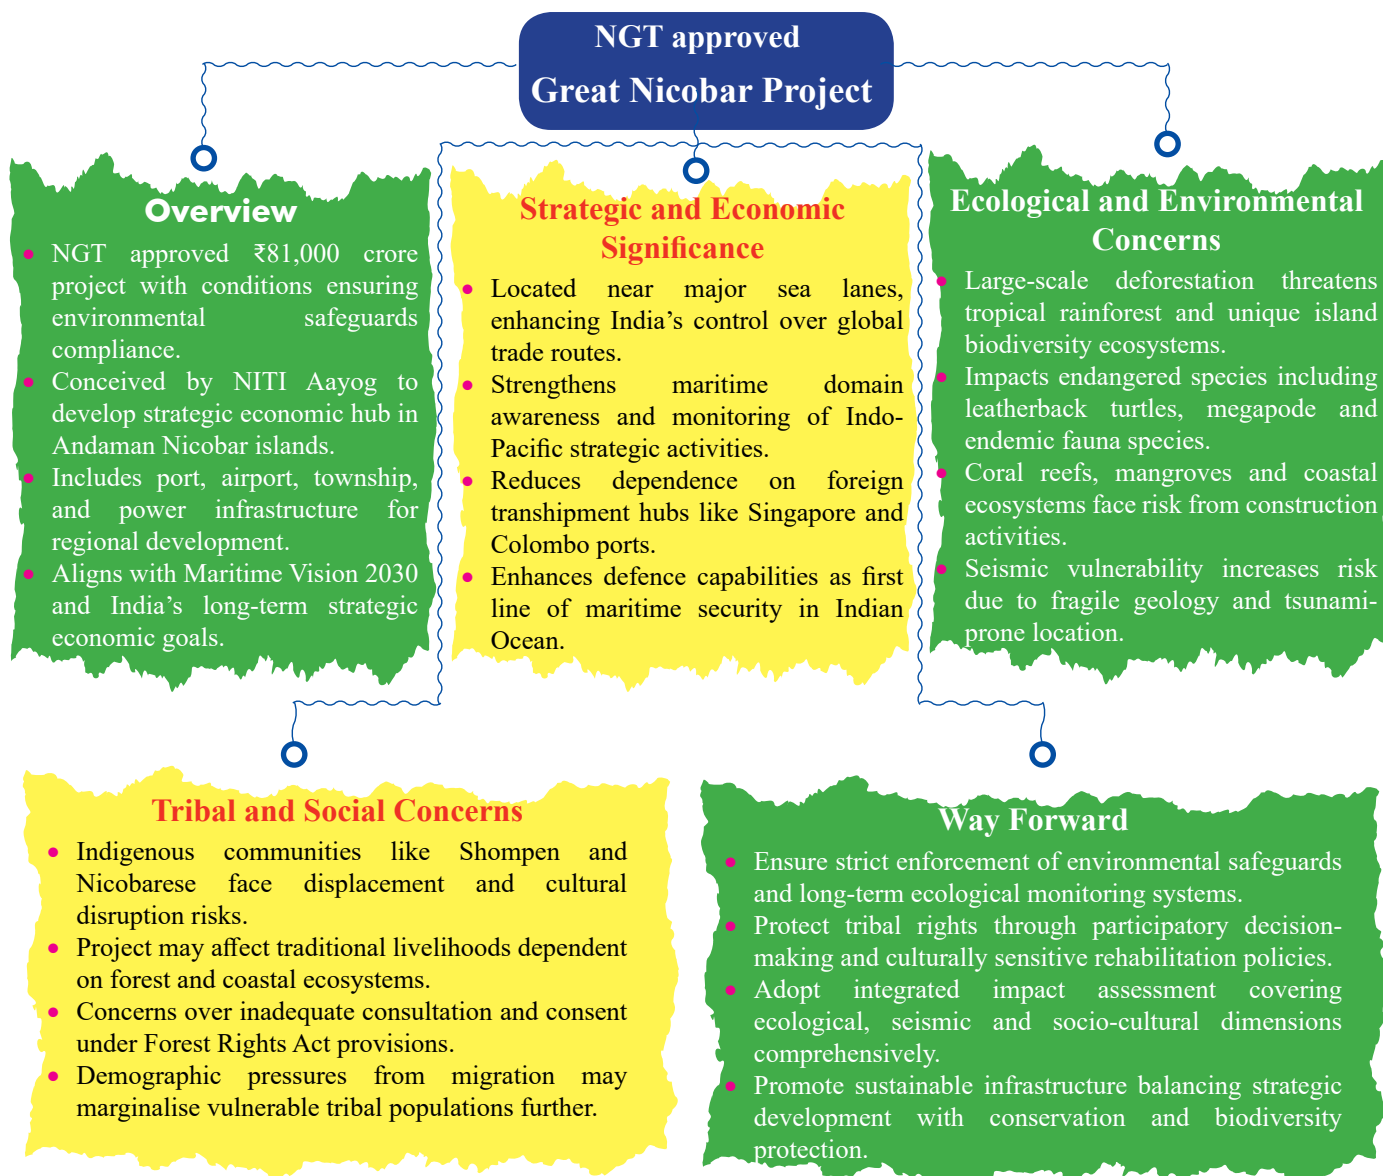 NGT approved
Great Nicobar Project
Overview
• NGT approved ₹81,000 crore
project with conditions ensuring
environmental safeguards
compliance.
• Conceived by NITI Aayog to
develop strategic economic hub in
Andaman Nicobar islands.
• Includes port, airport, township,
and power infrastructure for
regional development.
• Aligns with Maritime Vision 2030
and India’s long-term strategic
economic goals.
Strategic and Economic
Significance
• Located near major sea lanes,
enhancing India’s control over global
trade routes.
• Strengthens maritime domain
awareness and monitoring of Indo-
Pacific strategic activities.
• Reduces dependence on foreign
transhipment hubs like Singapore and
Colombo ports.
• Enhances defence capabilities as first
line of maritime security in Indian
Ocean.
Ecological and Environmental
Concerns
• Large-scale deforestation threatens
tropical rainforest and unique island
biodiversity ecosystems.
• Impacts endangered species including
leatherback turtles, megapode and
endemic fauna species.
• Coral reefs, mangroves and coastal
ecosystems face risk from construction
activities.
• Seismic vulnerability increases risk
due to fragile geology and tsunami-
prone location.
Tribal and Social Concerns
• Indigenous communities like Shompen and
Nicobarese face displacement and cultural
disruption risks.
• Project may affect traditional livelihoods dependent
on forest and coastal ecosystems.
• Concerns over inadequate consultation and consent
under Forest Rights Act provisions.
• Demographic pressures from migration may
marginalise vulnerable tribal populations further.
Way Forward
• Ensure strict enforcement of environmental safeguards
and long-term ecological monitoring systems.
• Protect tribal rights through participatory decision-
making and culturally sensitive rehabilitation policies.
• Adopt integrated impact assessment covering
ecological, seismic and socio-cultural dimensions
comprehensively.
• Promote sustainable infrastructure balancing strategic
development with conservation and biodiversity
protection.